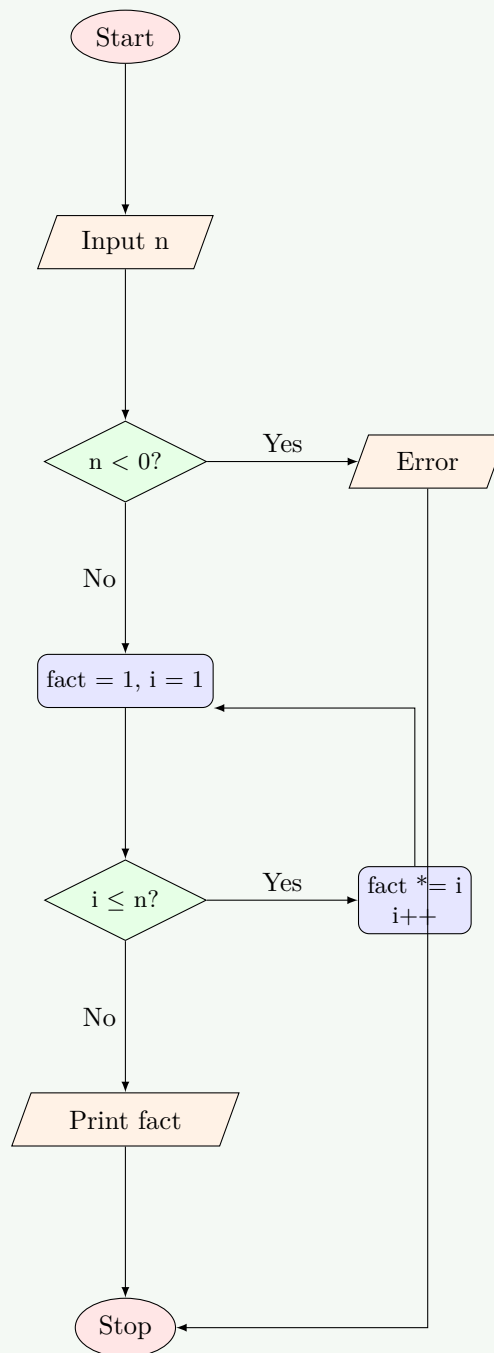 Start
Input n
n < 0?
Yes
Error
No
fact = 1, i = 1
i ≤ n?
Yes
fact *= i
i++
No
Print fact
Stop